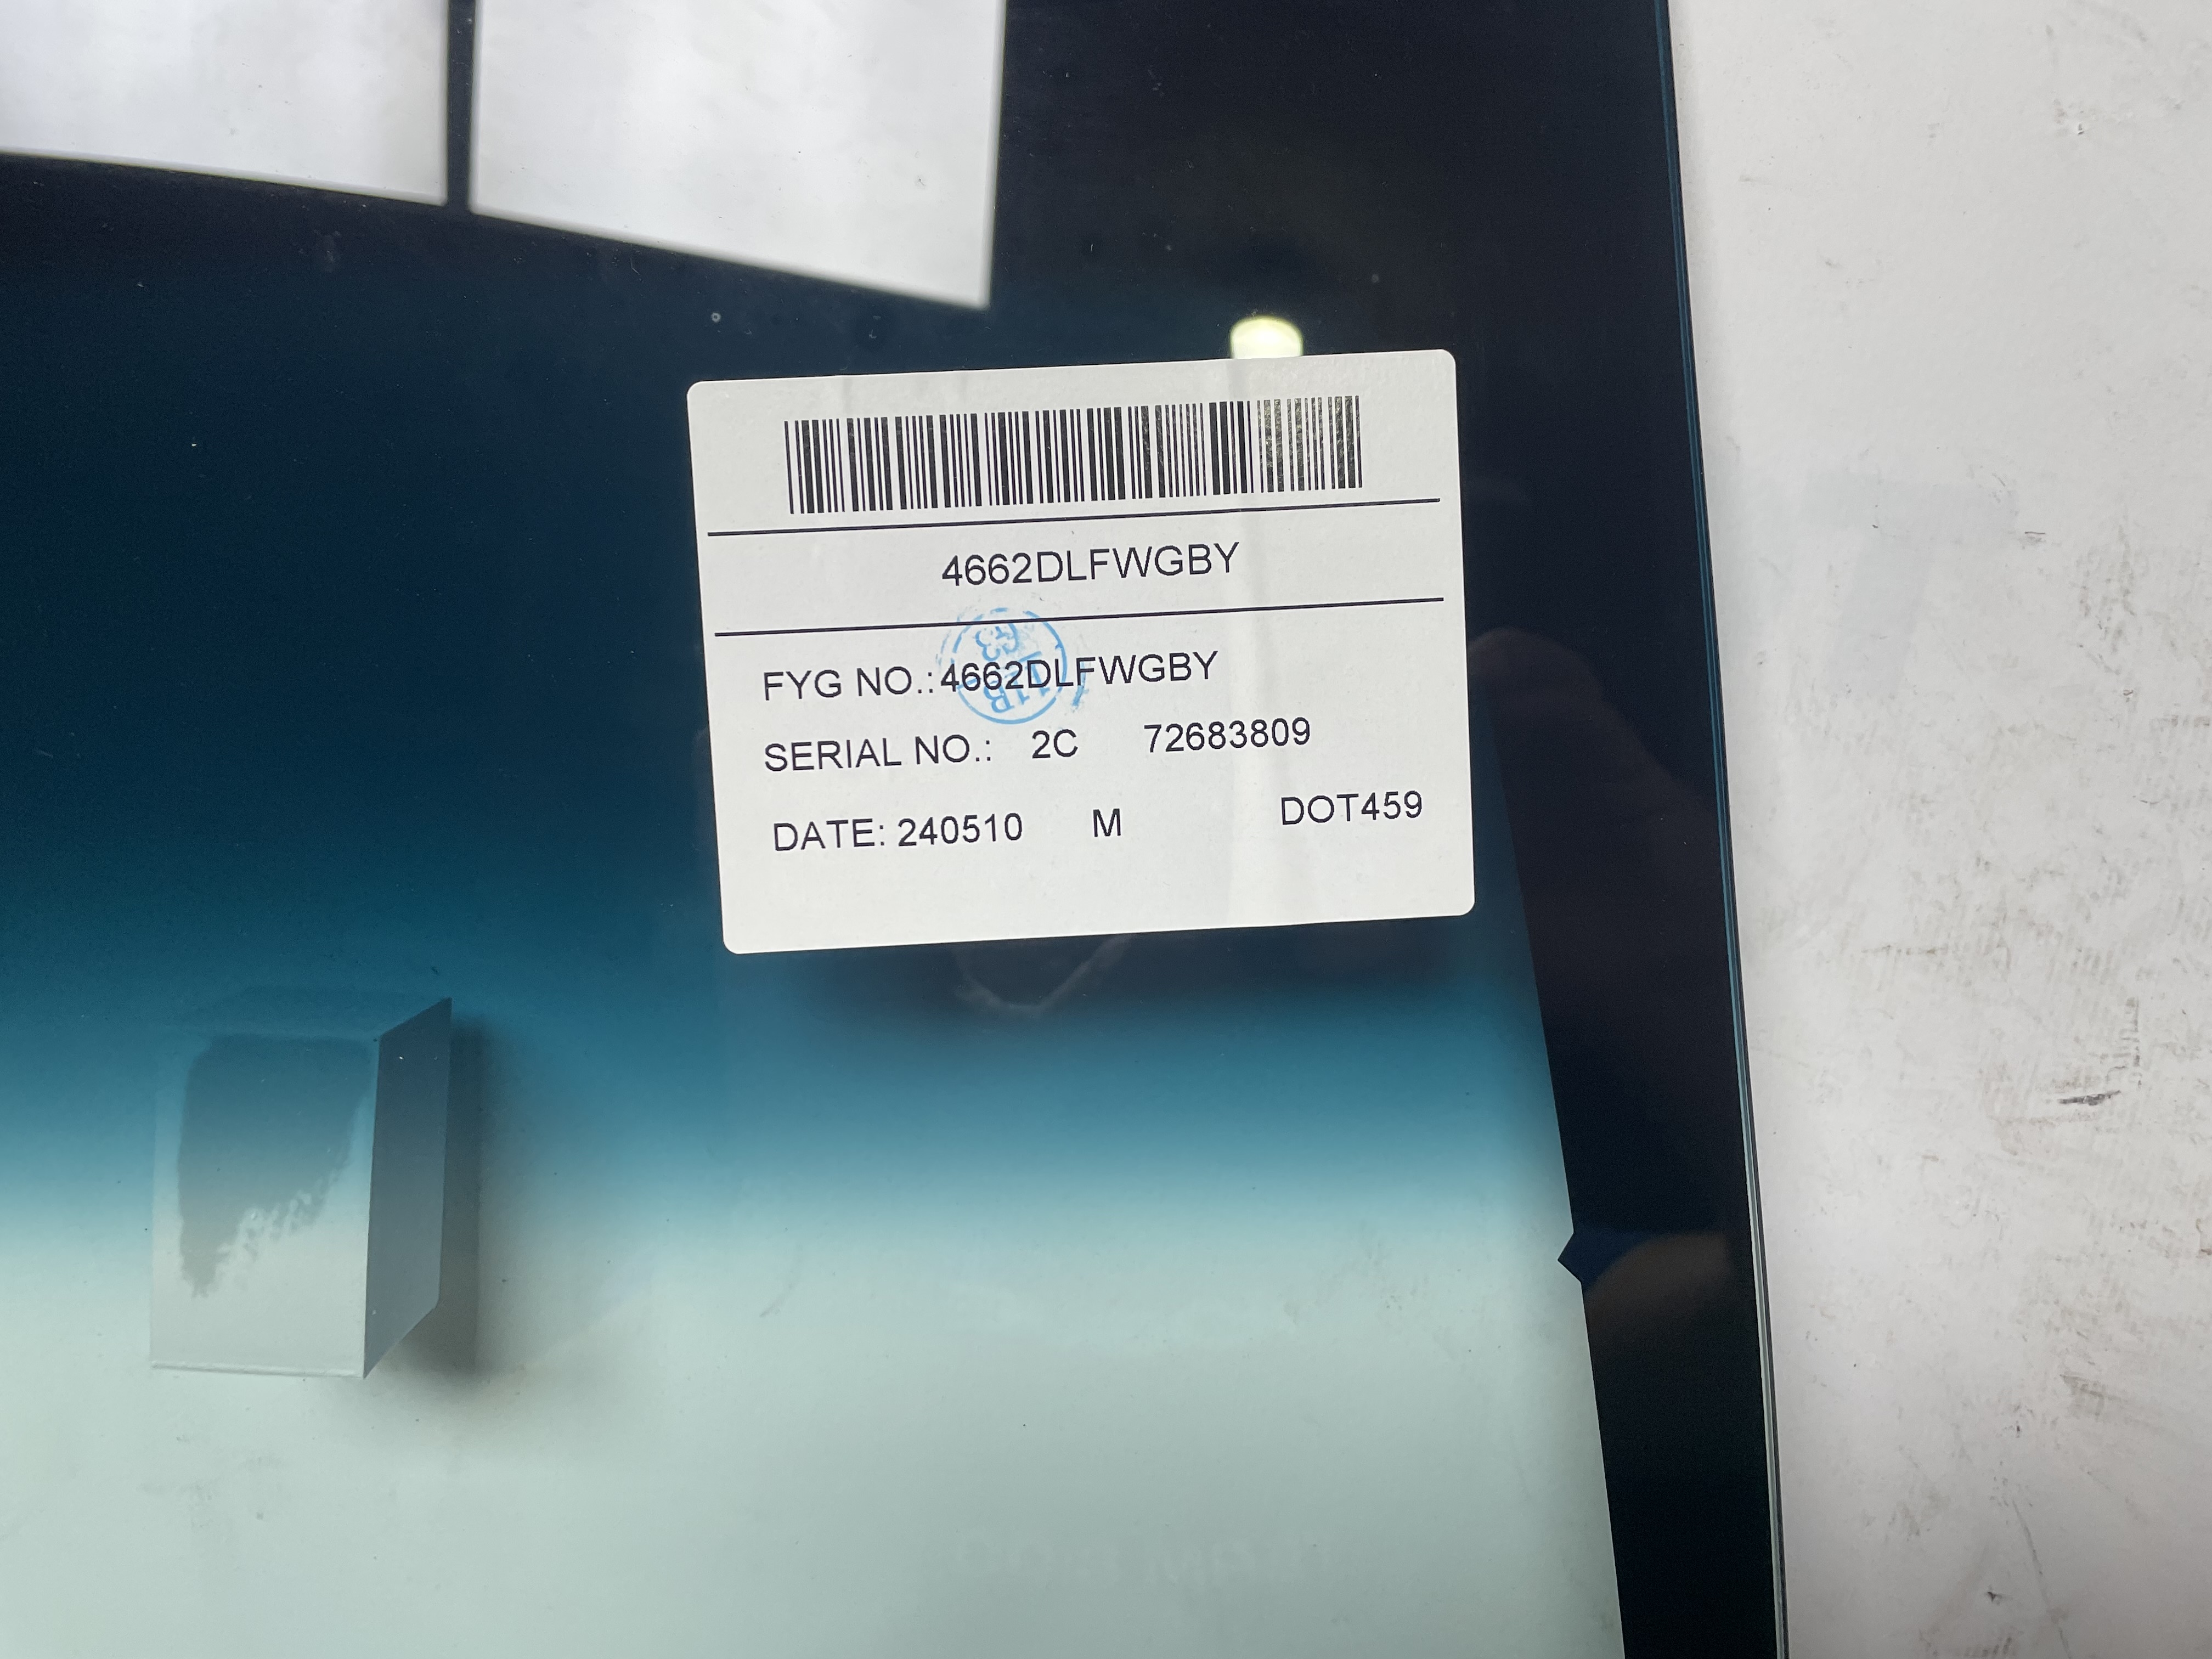 4662DLFWGBY
FYG NO.:4662DLFWGBY
SERIAL NO.: 2C 72683809
DATE: 240510 M DOT459